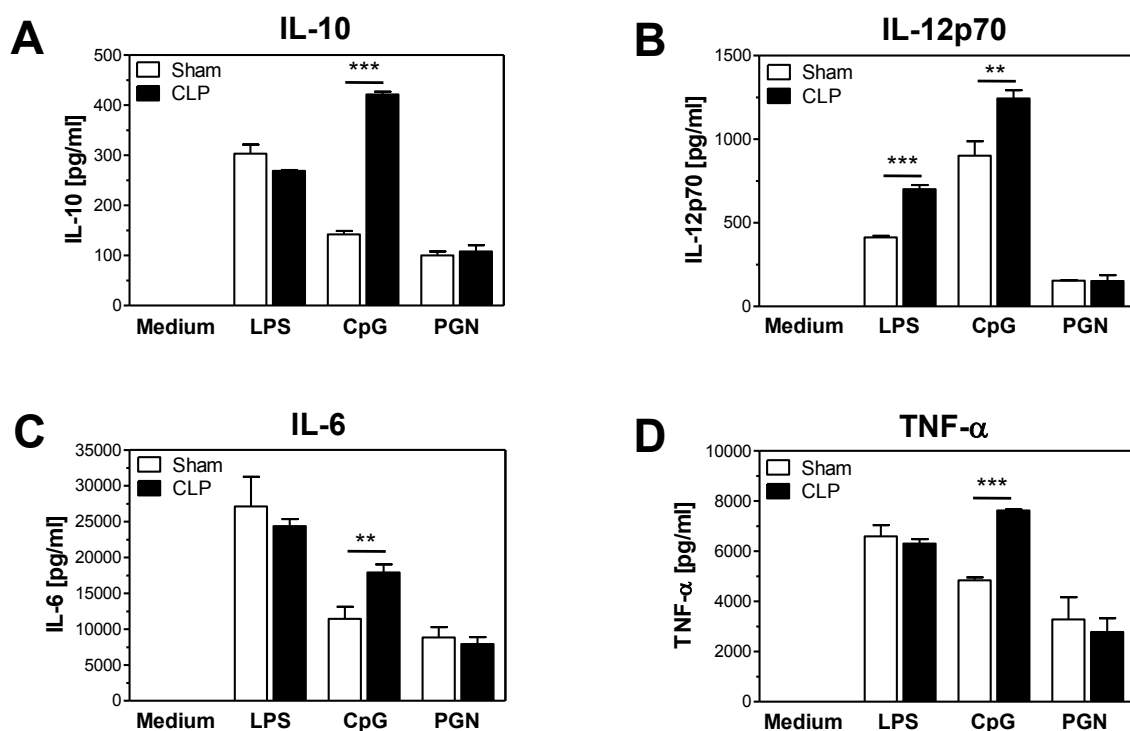 A
IL-10
500
400
300
200
100
0
IL-10 [pg/ml]
Sham
CLP
***
Medium LPS CpG PGN
B
IL-12p70
1500
1000
500
0
IL-12p70 [pg/ml]
Sham
CLP
***
**
Medium LPS CpG PGN
C
IL-6
35000
30000
25000
20000
15000
10000
5000
0
IL-6 [pg/ml]
Sham
CLP
**
Medium LPS CpG PGN
D
TNF-α
10000
8000
6000
4000
2000
0
TNF-α [pg/ml]
Sham
CLP
***
Medium LPS CpG PGN